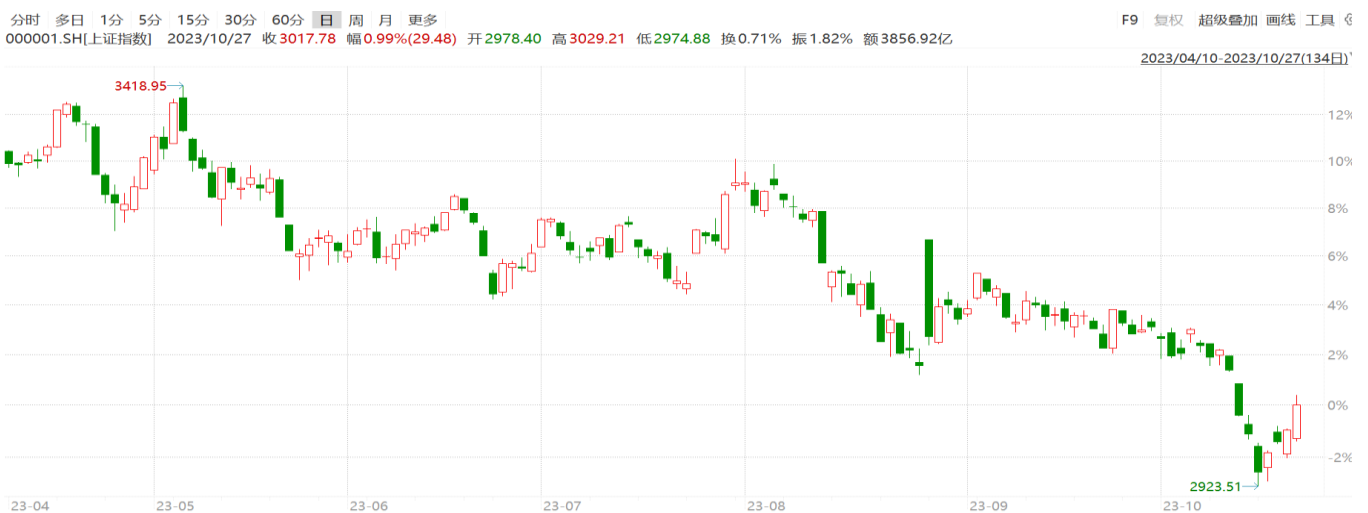 分时 多日 1分 5分 15分 30分 60分 日 周 月 更多 F9 复权 超级叠加 画线 工具
000001.SH[上证指数] 2023/10/27 收3017.78 幅0.99%(29.48) 开2978.40 高3029.21 低2974.88 换0.71% 振1.82% 额3856.92亿
2023/04/10-2023/10/27(134日)
3418.95
12%
10%
8%
6%
4%
2%
0%
-2%
2923.51
23-04 23-05 23-06 23-07 23-08 23-09 23-10